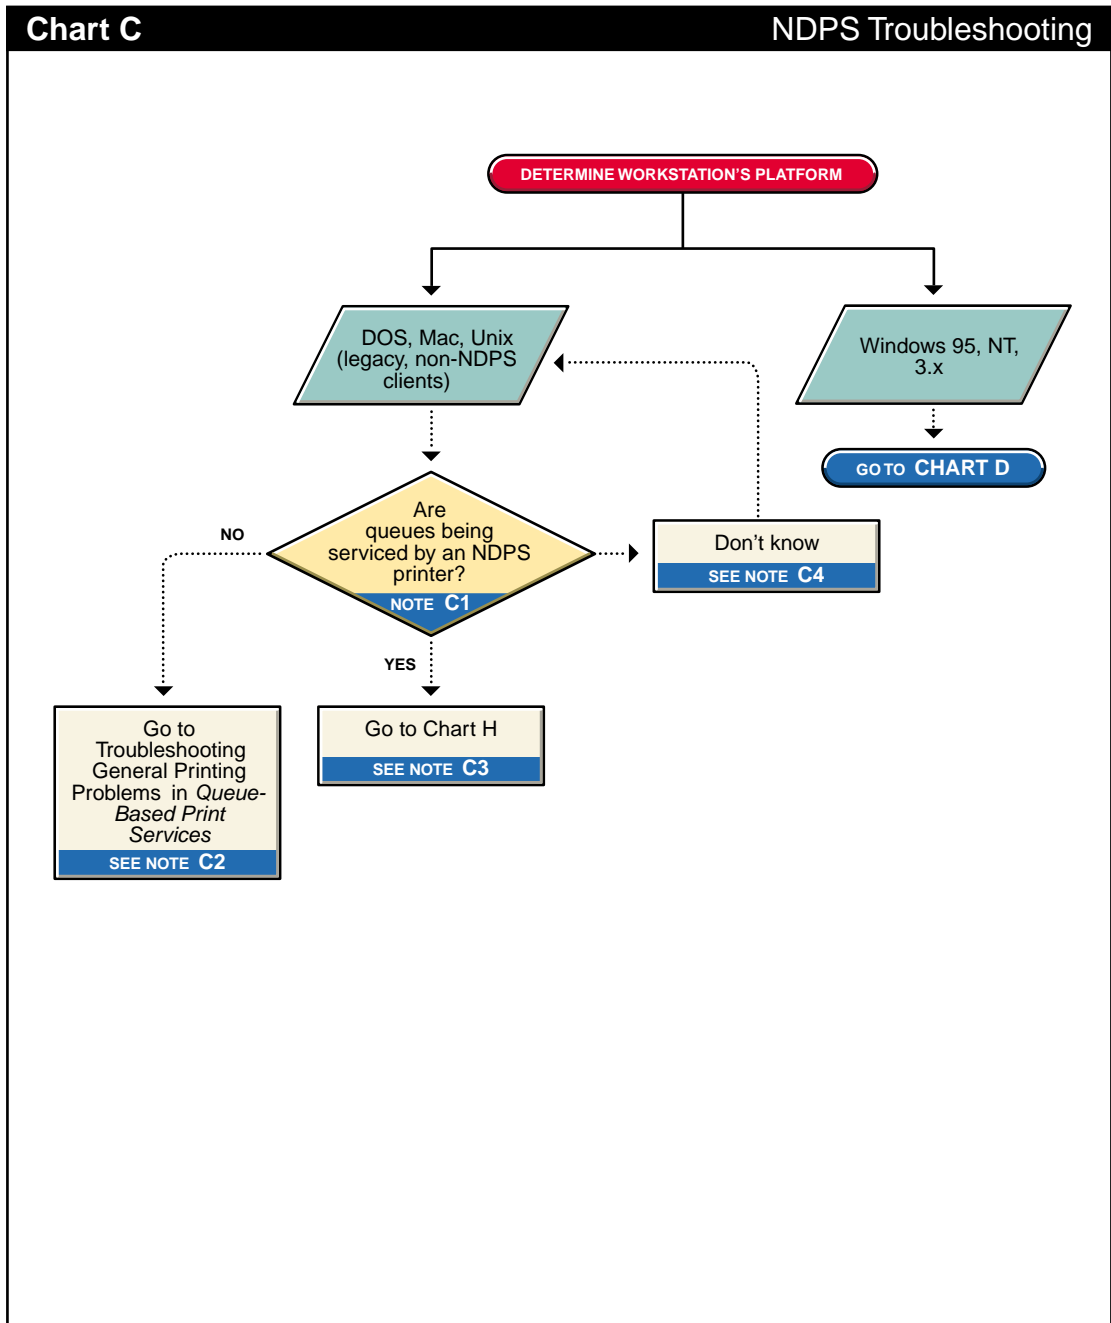 Chart C
NDPS Troubleshooting
DETERMINE WORKSTATION'S PLATFORM
DOS, Mac, Unix
(legacy, non-NDPS
clients)
Windows 95, NT,
3.x
GO TO CHART D
Are
queues being
serviced by an NDPS
printer?
NOTE C1
NO
Don't know
SEE NOTE C4
YES
Go to
Troubleshooting
General Printing
Problems in Queue-
Based Print
Services
SEE NOTE C2
Go to Chart H
SEE NOTE C3